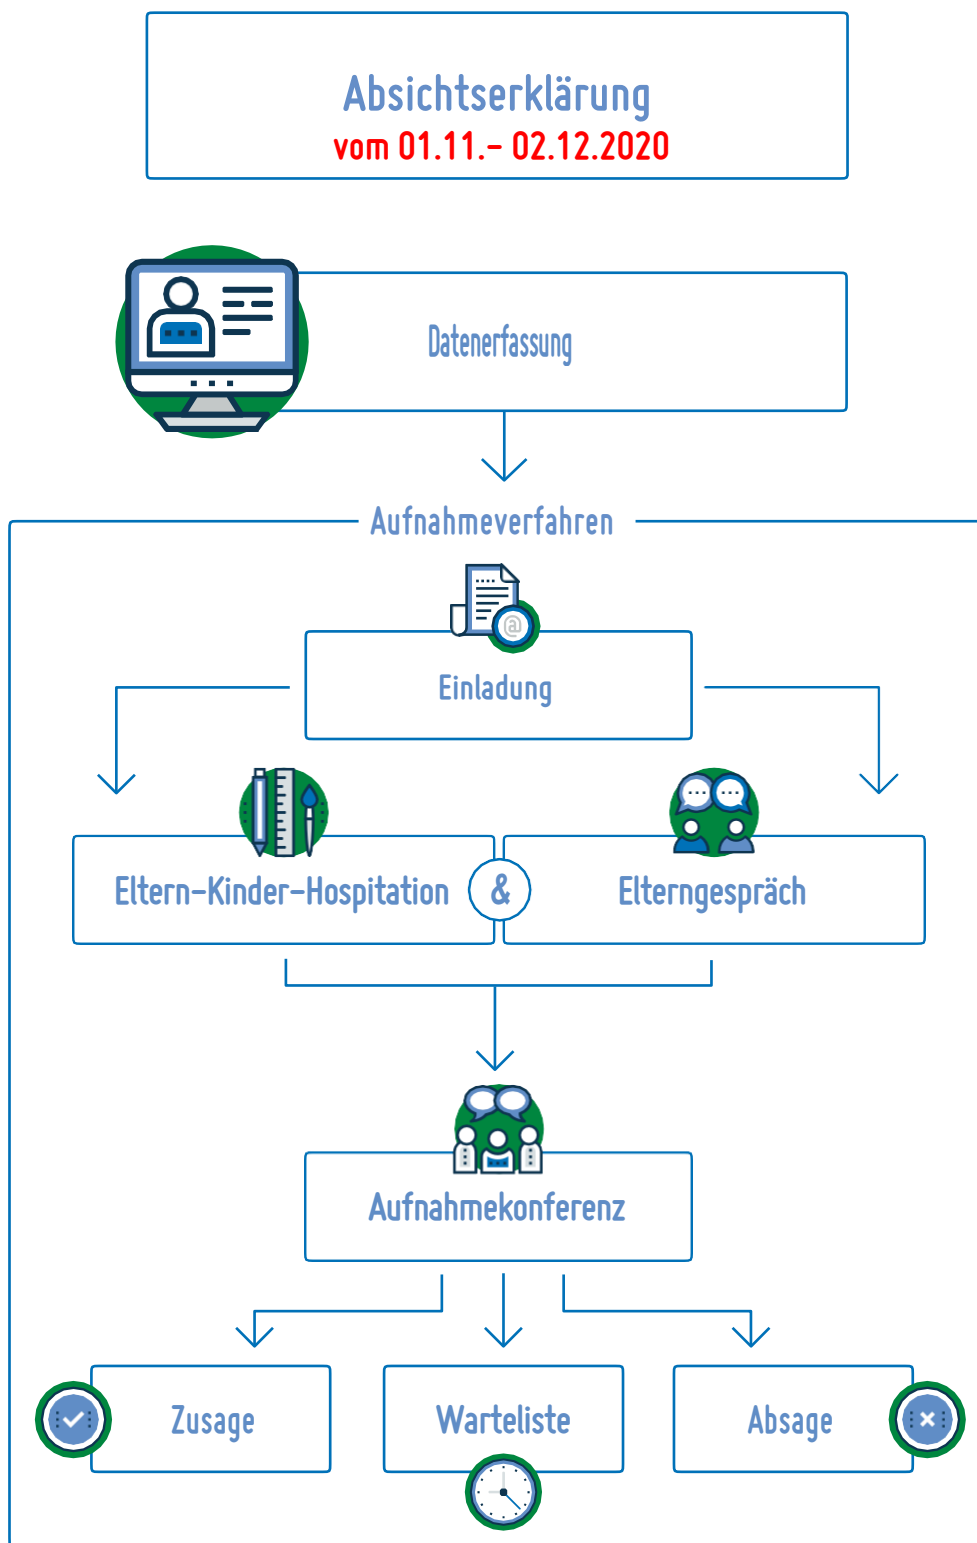 Absichtserklärung
vom 01.11.- 02.12.2020
Datenerfassung
Aufnahmeverfahren
@
Einladung
Eltern-Kinder-Hospitation & Elterngespräch
Aufnahmekonferenz
Zusage
Warteliste
Absage